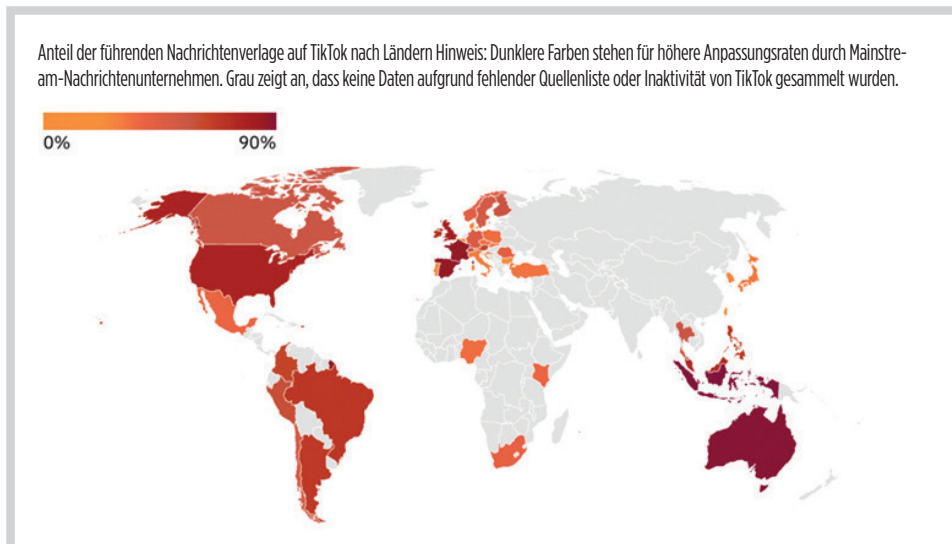 Anteil der führenden Nachrichtenverlage auf TikTok nach Ländern Hinweis: Dunklere Farben stehen für höhere Anpassungsraten durch Mainstre-
am-Nachrichtenunternehmen. Grau zeigt an, dass keine Daten aufgrund fehlender Quellenliste oder Inaktivität von TikTok gesammelt wurden.
0% 90%